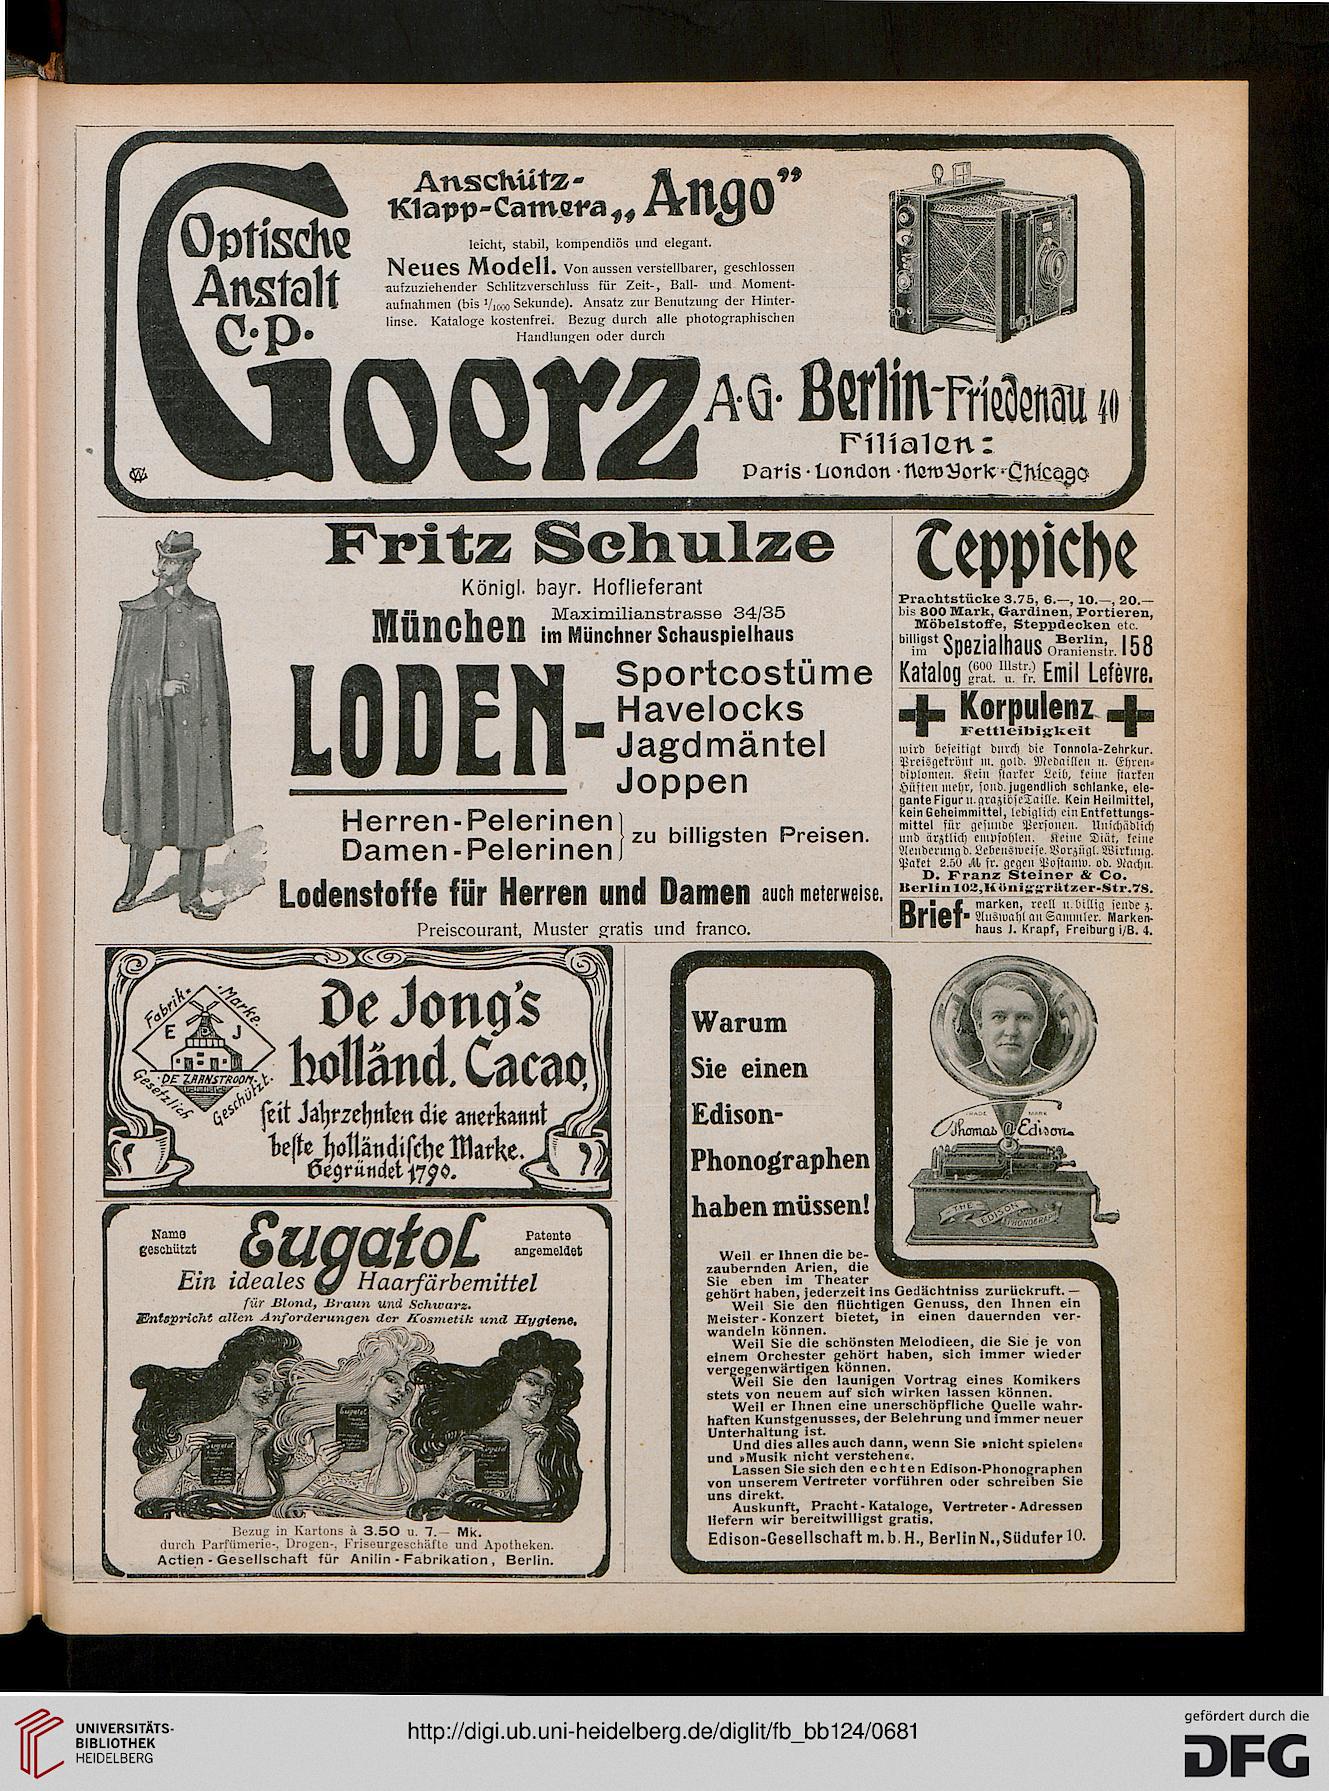 Optische
Anstalt
C. P.
Goerz
A.-G. Berlin-Friedenau 40
Filialen:
Paris · London · New York · Chicago
Anschütz-
Klapp-Camera „Ango”
leicht, stabil, kompendiös und elegant.
Neues Modell. Von aussen verstellbarer, geschlossen
aufzuziehender Schlitzverschluss für Zeit-, Ball- und Moment-
aufnahmen (bis 1/1000 Sekunde). Ansatz zur Benutzung der Hinter-
linse. Kataloge kostenfrei. Bezug durch alle photographischen
Handlungen oder durch
Fritz Schulze
Königl. bayr. Hoflieferant
München Maximilianstrasse 34/35
im Münchner Schauspielhaus
LODEN-
Sportcostüme
Havelocks
Jagdmäntel
Joppen
Herren-Pelerinen
Damen-Pelerinen
zu billigsten Preisen.
Lodenstoffe für Herren und Damen auch meterweise.
Preiscourant, Muster gratis und franco.
Teppiche
Prachtstücke 3.75, 6.—, 10.—, 20.—
bis 800 Mark, Gardinen, Portieren,
Möbelstoffe, Steppdecken etc.
billigst im Spezialhaus Berlin, Oranienstr. 158
Katalog (600 Illstr.) grat. u. fr. Emil Lefèvre.
Korpulenz
Fettleibigkeit
wird beseitigt durch die Tonnola-Zehrkur.
Preisgekrönt m. gold. Medaillen u. Ehren-
diplomen. Kein starker Leib, keine starken
Hüften mehr, sond. jugendlich schlanke, ele-
gante Figur u. graziöse Taille. Kein Heilmittel,
kein Geheimmittel, lediglich ein Entfettungs-
mittel für gesunde Personen. Unschädlich
und ärztlich empfohlen. Keine Diät, keine
Aenderung d. Lebensweise. Vorzügl. Wirkung.
Paket 2.50 M fr. gegen Postanw. od. Nachn.
D. Franz Steiner & Co.
Berlin 102, Königgrätzer-Str. 78.
Brief- marken, reell u. billig sende z.
Auswahl an Sammler. Marken-
haus J. Krapf, Freiburg i/B. 4.
Fabrik-Marke.
E D J
DE ZAANSTROOM
Gesetzlich Geschützt.
De Jong's
holländ. Cacao,
seit Jahrzehnten die anerkannt
beste holländische Marke.
Gegründet 1790.
Name
geschützt
Eugatol
Patente
angemeldet
Ein ideales Haarfärbemittel
für Blond, Braun und Schwarz.
Entspricht allen Anforderungen der Kosmetik und Hygiene.
Eugatol
Eugatol
Eugatol
Bezug in Kartons à 3.50 u. 7.— Mk.
durch Parfümerie-, Drogen-, Friseurgeschäfte und Apotheken.
Actien-Gesellschaft für Anilin-Fabrikation, Berlin.
Warum
Sie einen
Edison-
Phonographen
haben müssen!
TRADE MARK
Thomas A Edison
THE EDISON PHONOGRAPH
Weil er Ihnen die be-
zaubernden Arien, die
Sie eben im Theater
gehört haben, jederzeit ins Gedächtniss zurückruft. —
Weil Sie den flüchtigen Genuss, den Ihnen ein
Meister-Konzert bietet, in einen dauernden ver-
wandeln können.
Weil Sie die schönsten Melodieen, die Sie je von
einem Orchester gehört haben, sich immer wieder
vergegenwärtigen können.
Weil Sie den launigen Vortrag eines Komikers
stets von neuem auf sich wirken lassen können.
Weil er Ihnen eine unerschöpfliche Quelle wahr-
haften Kunstgenusses, der Belehrung und immer neuer
Unterhaltung ist.
Und dies alles auch dann, wenn Sie »nicht spielen«
und »Musik nicht verstehen«.
Lassen Sie sich den echten Edison-Phonographen
von unserem Vertreter vorführen oder schreiben Sie
uns direkt.
Auskunft, Pracht-Kataloge, Vertreter-Adressen
liefern wir bereitwilligst gratis.
Edison-Gesellschaft m. b. H., Berlin N., Südufer 10.
UNIVERSITÄTS-
BIBLIOTHEK
HEIDELBERG
http://digi.ub.uni-heidelberg.de/diglit/fb_bb124/0681
gefördert durch die
DFG